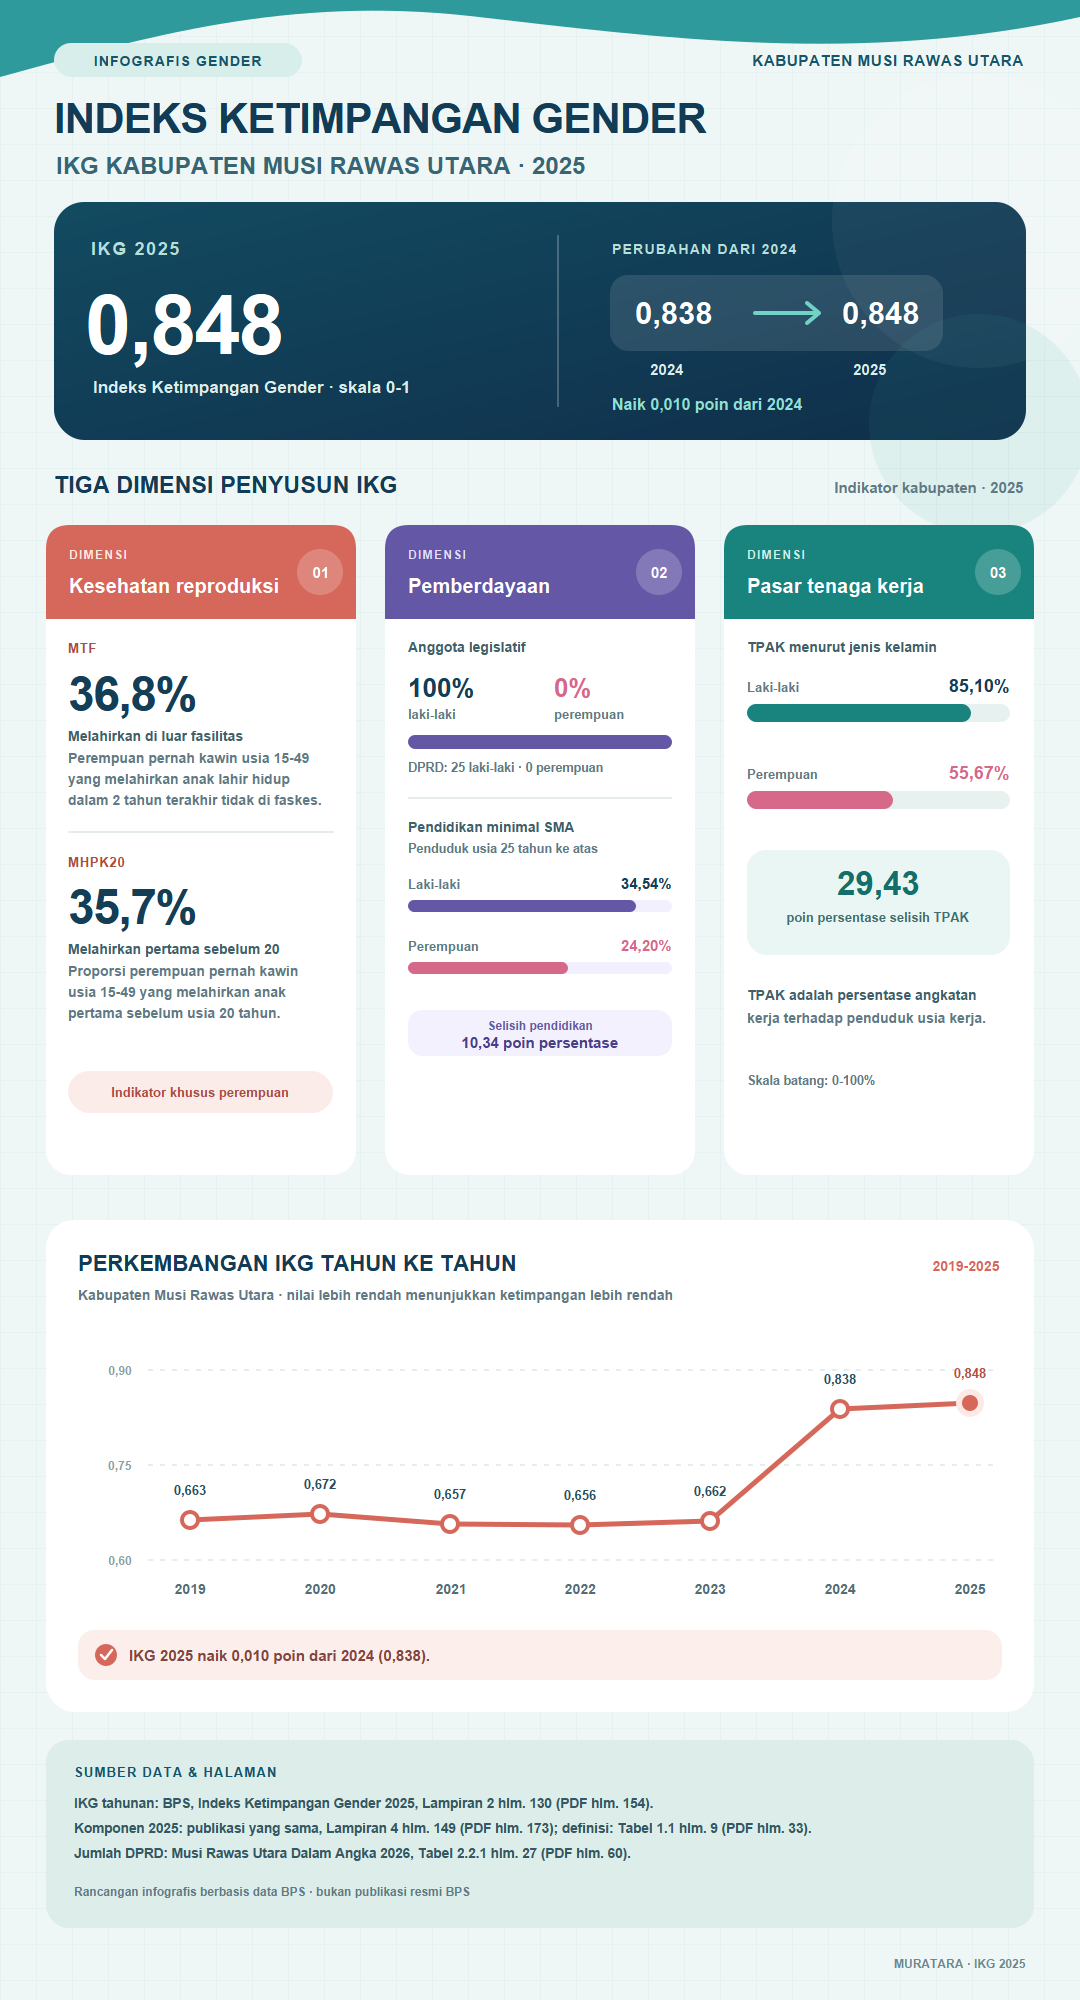 INFOGRAFIS GENDER
KABUPATEN MUSI RAWAS UTARA
INDEKS KETIMPANGAN GENDER
IKG KABUPATEN MUSI RAWAS UTARA · 2025
IKG 2025
0,848
Indeks Ketimpangan Gender · skala 0-1
PERUBAHAN DARI 2024
0,838
0,848
2024
2025
Naik 0,010 poin dari 2024
TIGA DIMENSI PENYUSUN IKG
Indikator kabupaten · 2025
DIMENSI
Kesehatan reproduksi
01
MTF
36,8%
Melahirkan di luar fasilitas
Perempuan pernah kawin usia 15-49
yang melahirkan anak lahir hidup
dalam 2 tahun terakhir tidak di faskes.
MHPK20
35,7%
Melahirkan pertama sebelum 20
Proporsi perempuan pernah kawin
usia 15-49 yang melahirkan anak
pertama sebelum usia 20 tahun.
Indikator khusus perempuan
DIMENSI
Pemberdayaan
02
Anggota legislatif
100%
0%
laki-laki
perempuan
DPRD: 25 laki-laki · 0 perempuan
Pendidikan minimal SMA
Penduduk usia 25 tahun ke atas
Laki-laki
34,54%
Perempuan
24,20%
Selisih pendidikan
10,34 poin persentase
DIMENSI
Pasar tenaga kerja
03
TPAK menurut jenis kelamin
Laki-laki
85,10%
Perempuan
55,67%
29,43
poin persentase selisih TPAK
TPAK adalah persentase angkatan
kerja terhadap penduduk usia kerja.
Skala batang: 0-100%
PERKEMBANGAN IKG TAHUN KE TAHUN
2019-2025
Kabupaten Musi Rawas Utara · nilai lebih rendah menunjukkan ketimpangan lebih rendah
0,90
0,75
0,60
0,663
0,672
0,657
0,656
0,662
0,838
0,848
2019
2020
2021
2022
2023
2024
2025
IKG 2025 naik 0,010 poin dari 2024 (0,838).
SUMBER DATA & HALAMAN
IKG tahunan: BPS, Indeks Ketimpangan Gender 2025, Lampiran 2 hlm. 130 (PDF hlm. 154).
Komponen 2025: publikasi yang sama, Lampiran 4 hlm. 149 (PDF hlm. 173); definisi: Tabel 1.1 hlm. 9 (PDF hlm. 33).
Jumlah DPRD: Musi Rawas Utara Dalam Angka 2026, Tabel 2.2.1 hlm. 27 (PDF hlm. 60).
Rancangan infografis berbasis data BPS · bukan publikasi resmi BPS
MURATARA · IKG 2025